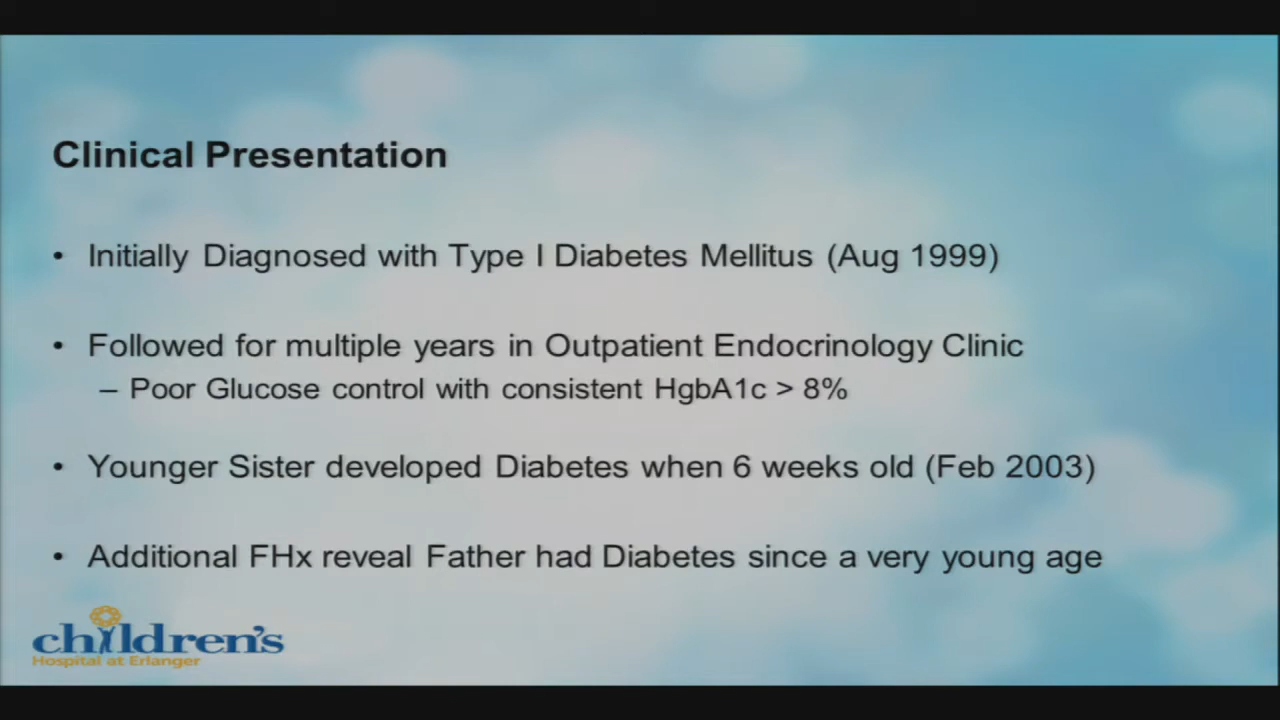 Clinical Presentation
• Initially Diagnosed with Type I Diabetes Mellitus (Aug 1999)
• Followed for multiple years in Outpatient Endocrinology Clinic
– Poor Glucose control with consistent HgbA1c > 8%
• Younger Sister developed Diabetes when 6 weeks old (Feb 2003)
• Additional FHx reveal Father had Diabetes since a very young age
children's
Hospital at Erlanger